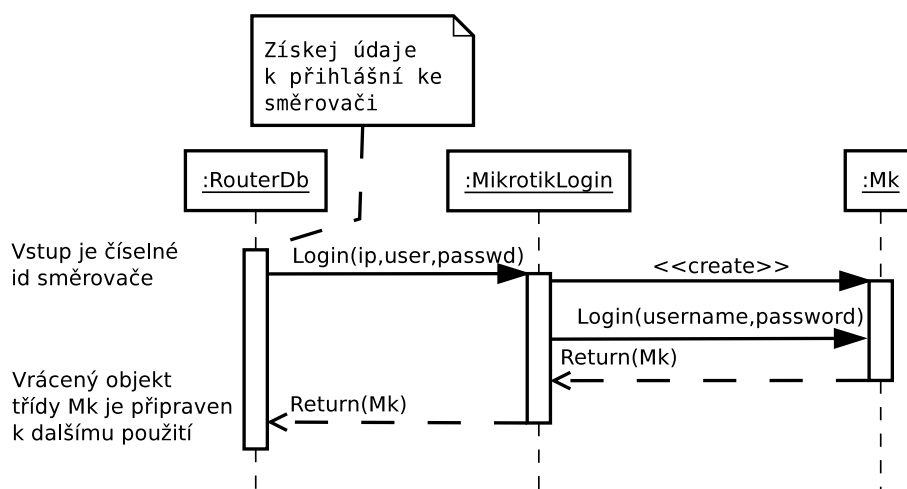 Získej údaje
k přihlášní ke
směrovači
:RouterDb
:MikrotikLogin
:Mk
Vstup je číselné
id směrovače
Login(ip,user,passwd)
<<create>>
Login(username,password)
Return(Mk)
Vrácený objekt
třídy Mk je připraven
k dalšímu použití
Return(Mk)